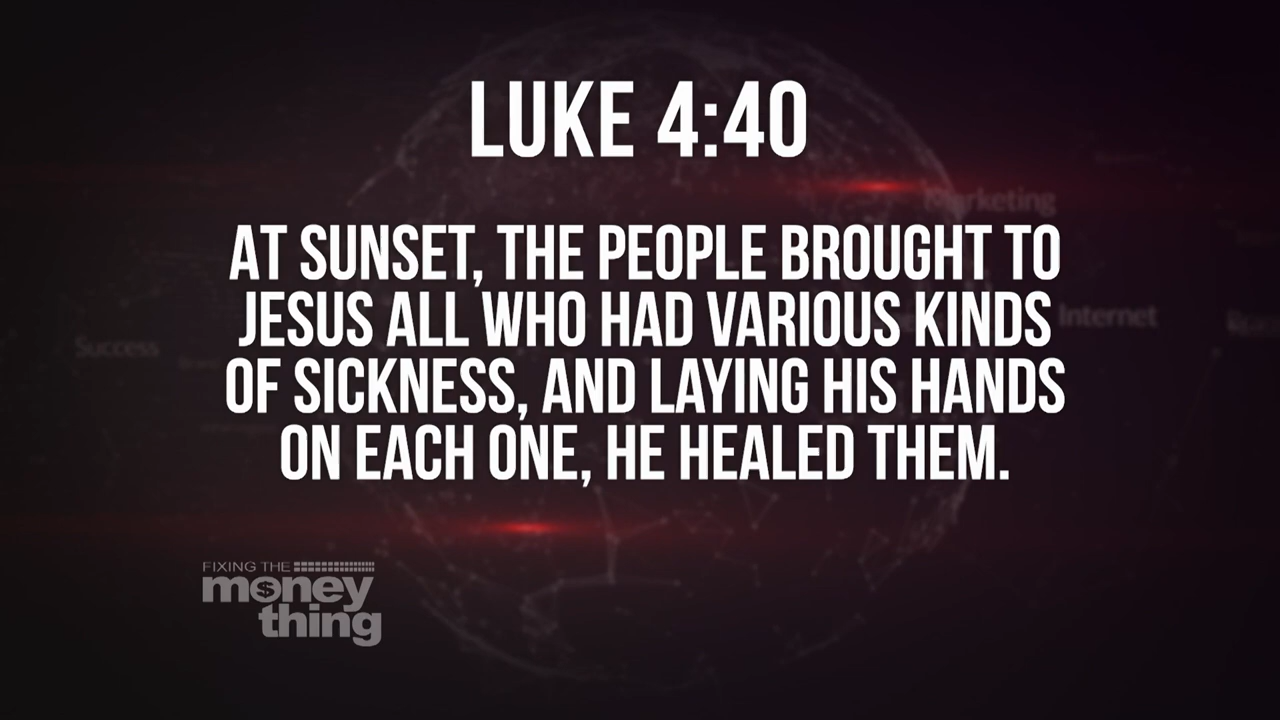 LUKE 4:40
Marketing
AT SUNSET, THE PEOPLE BROUGHT TO
JESUS ALL WHO HAD VARIOUS KINDS
Internet
Success
OF SICKNESS, AND LAYING HIS HANDS
ON EACH ONE, HE HEALED THEM.
FIXING THE
money
thing